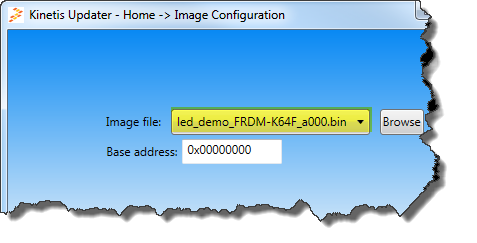 Kinetis Updater - Home -> Image Configuration
Image file: led_demo_FRDM-K64F_a000.bin Browse
Base address: 0x00000000